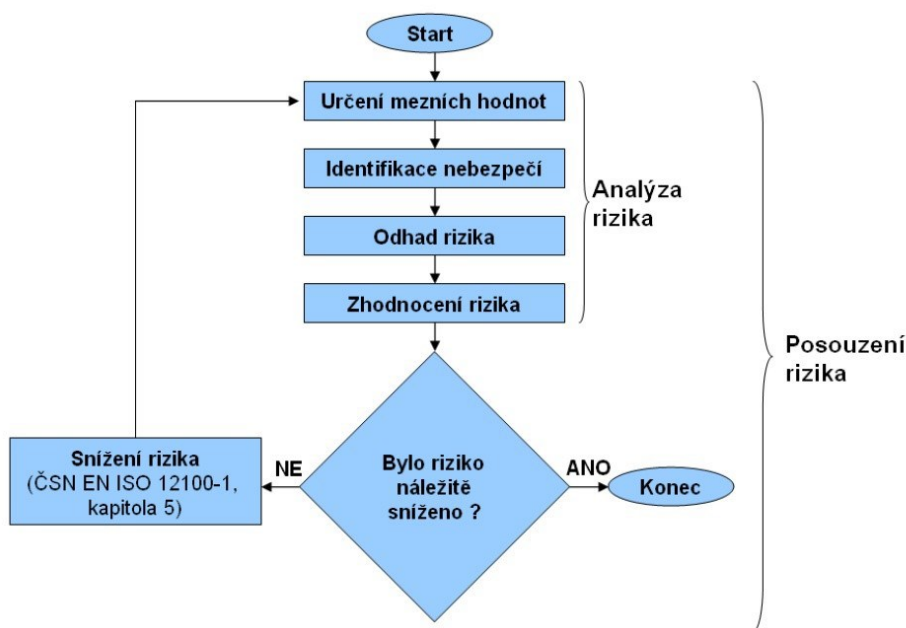 Start
Určení mezních hodnot
Identifikace nebezpečí
Odhad rizika
Zhodnocení rizika
Analýza
rizika
Posouzení
rizika
Snížení rizika
(ČSN EN ISO 12100-1,
kapitola 5)
NE
Bylo riziko
náležitě
sníženo ?
ANO
Konec